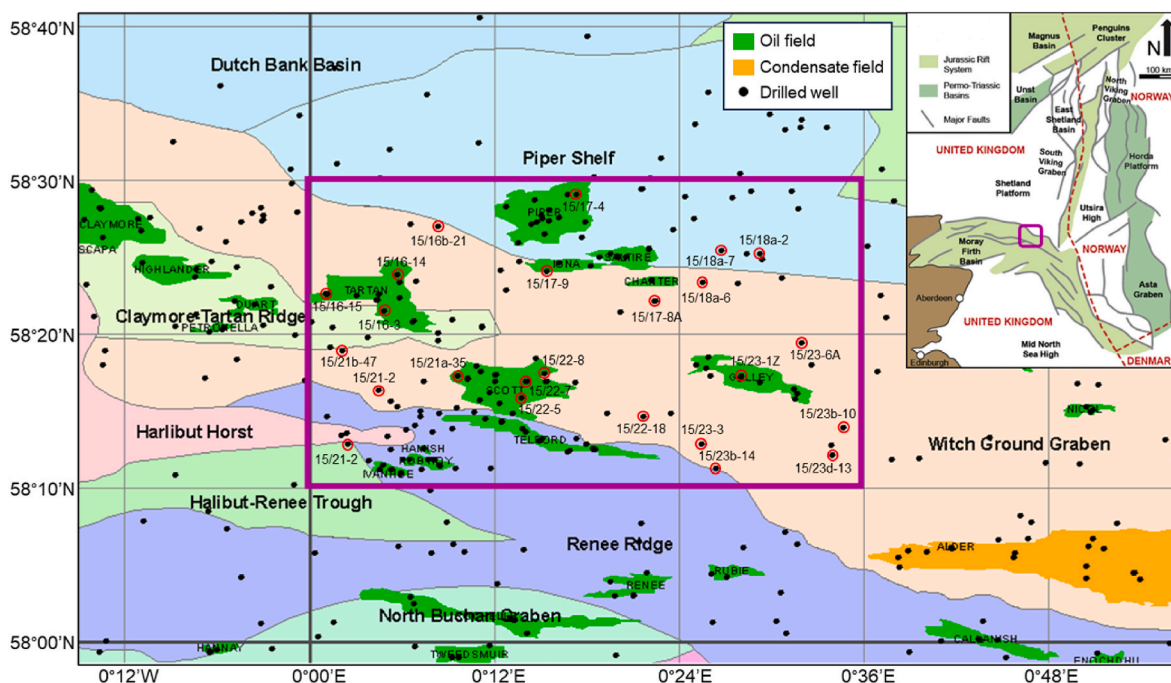 58°40'N
58°30'N
58°20'N
58°10'N
58°00'N
0°12'W
0°00'E
0°12'E
0°24'E
0°36'E
0°48'E
Oil field
Condensate field
Drilled well
Dutch Bank Basin
Piper Shelf
Claymore-Tartan Ridge
Harlibut Horst
Halibut-Renee Trough
Renee Ridge
North Buchan Graben
Witch Ground Graben
CLAYMORE
SCAPA
HIGHLANDER
DUART
PETRONELLA
TARTAN
PIPER
IONA
CHANTER
SCOTT
TELFORD
GALLEY
HAMISH
IVANHOE
NICOL
ALDER
RENEE
RUBIE
HANNAY
TWEEDSMUIR
CALLANISH
ENOCHDHU
15/17-4
15/16b-21
15/16-14
15/16-15
15/16-3
15/17-9
15/18a-2
15/18a-7
15/18a-6
15/17-8A
15/21b-47
15/21a-35
15/22-8
15/23-1Z
15/23-6A
15/21-2
15/22-7
15/22-5
15/22-18
15/23b-10
15/23-3
15/21-2
15/23b-14
15/23d-13
Jurassic Rift
System
Permo-Triassic
Basins
Major Faults
Magnus
Basin
Penguins
Cluster
N
100 km
Unst
Basin
North
Viking
Graben
NORWAY
East
Shetland
Basin
UNITED KINGDOM
South
Viking
Graben
Horda
Platform
Shetland
Platform
Utsira
High
Moray
Firth
Basin
NORWAY
Asta
Graben
Aberdeen
UNITED KINGDOM
Mid North
Sea High
Edinburgh
DENMARK